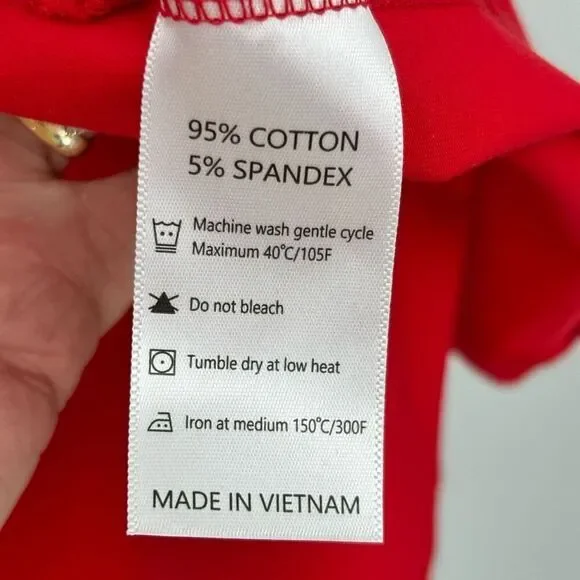 95% COTTON
5% SPANDEX
Machine wash gentle cycle
Maximum 40°C/105F
Do not bleach
Tumble dry at low heat
Iron at medium 150°C/300F
MADE IN VIETNAM